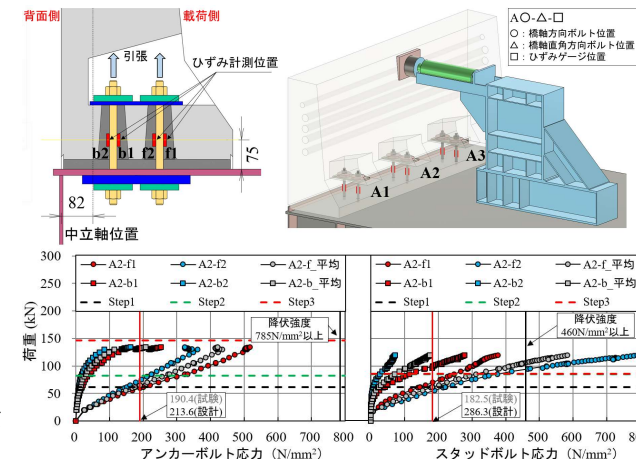 背面側
載荷側
引張
ひずみ計測位置
b2 b1 f2 f1
75
82
中立軸位置
A○-△-□
○：橋軸方向ボルト位置
△：橋軸直角方向ボルト位置
□：ひずみゲージ位置
A1
A2
A3
荷重 (kN)
300
250
200
150
100
50
0
A2-f1 A2-f2 A2-f_平均
A2-b1 A2-b2 A2-b_平均
Step1 Step2 Step3
降伏強度
785N/mm²以上
190.4(試験)
213.6(設計)
0 100 200 300 400 500 600 700 800
アンカーボルト応力（N/mm²）
A2-f1 A2-f2 A2-f_平均
A2-b1 A2-b2 A2-b_平均
Step1 Step2 Step3
降伏強度
460N/mm²以上
182.5(試験)
286.3(設計)
0 100 200 300 400 500 600 700 80
スタッドボルト応力（N/mm²）